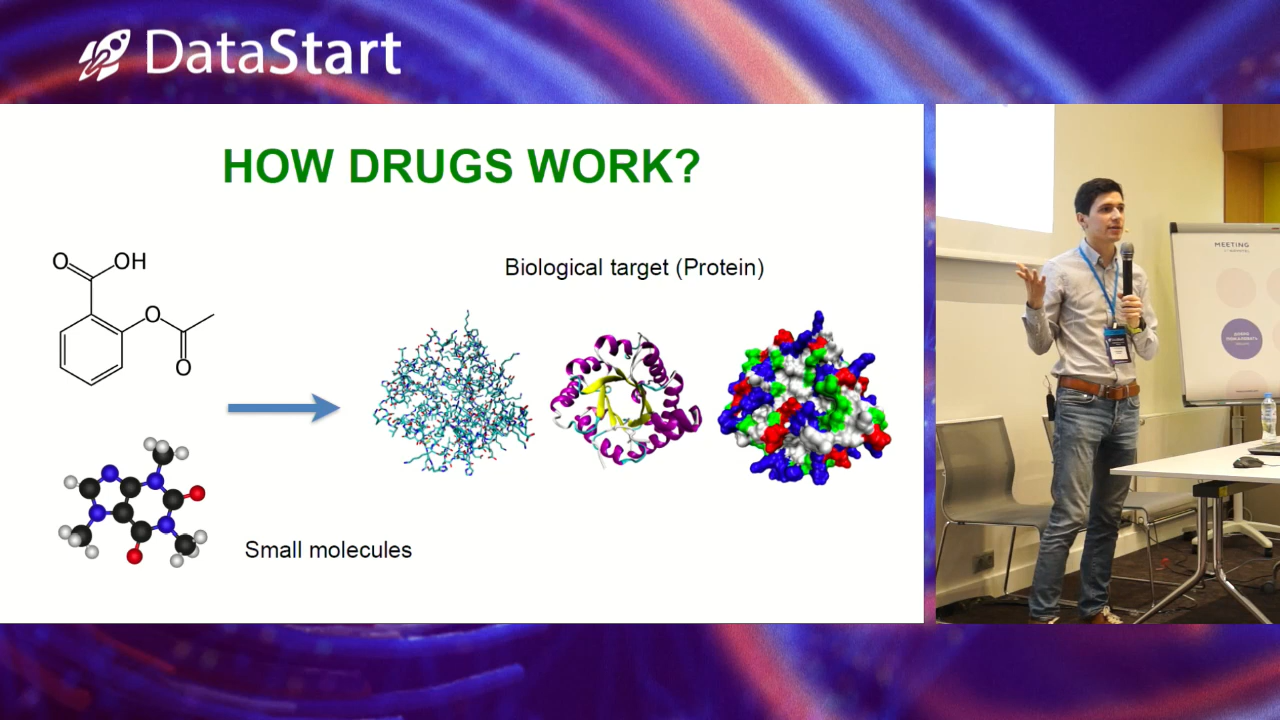 DataStart
HOW DRUGS WORK?
O
OH
O
O
Biological target (Protein)
Small molecules
MEETING